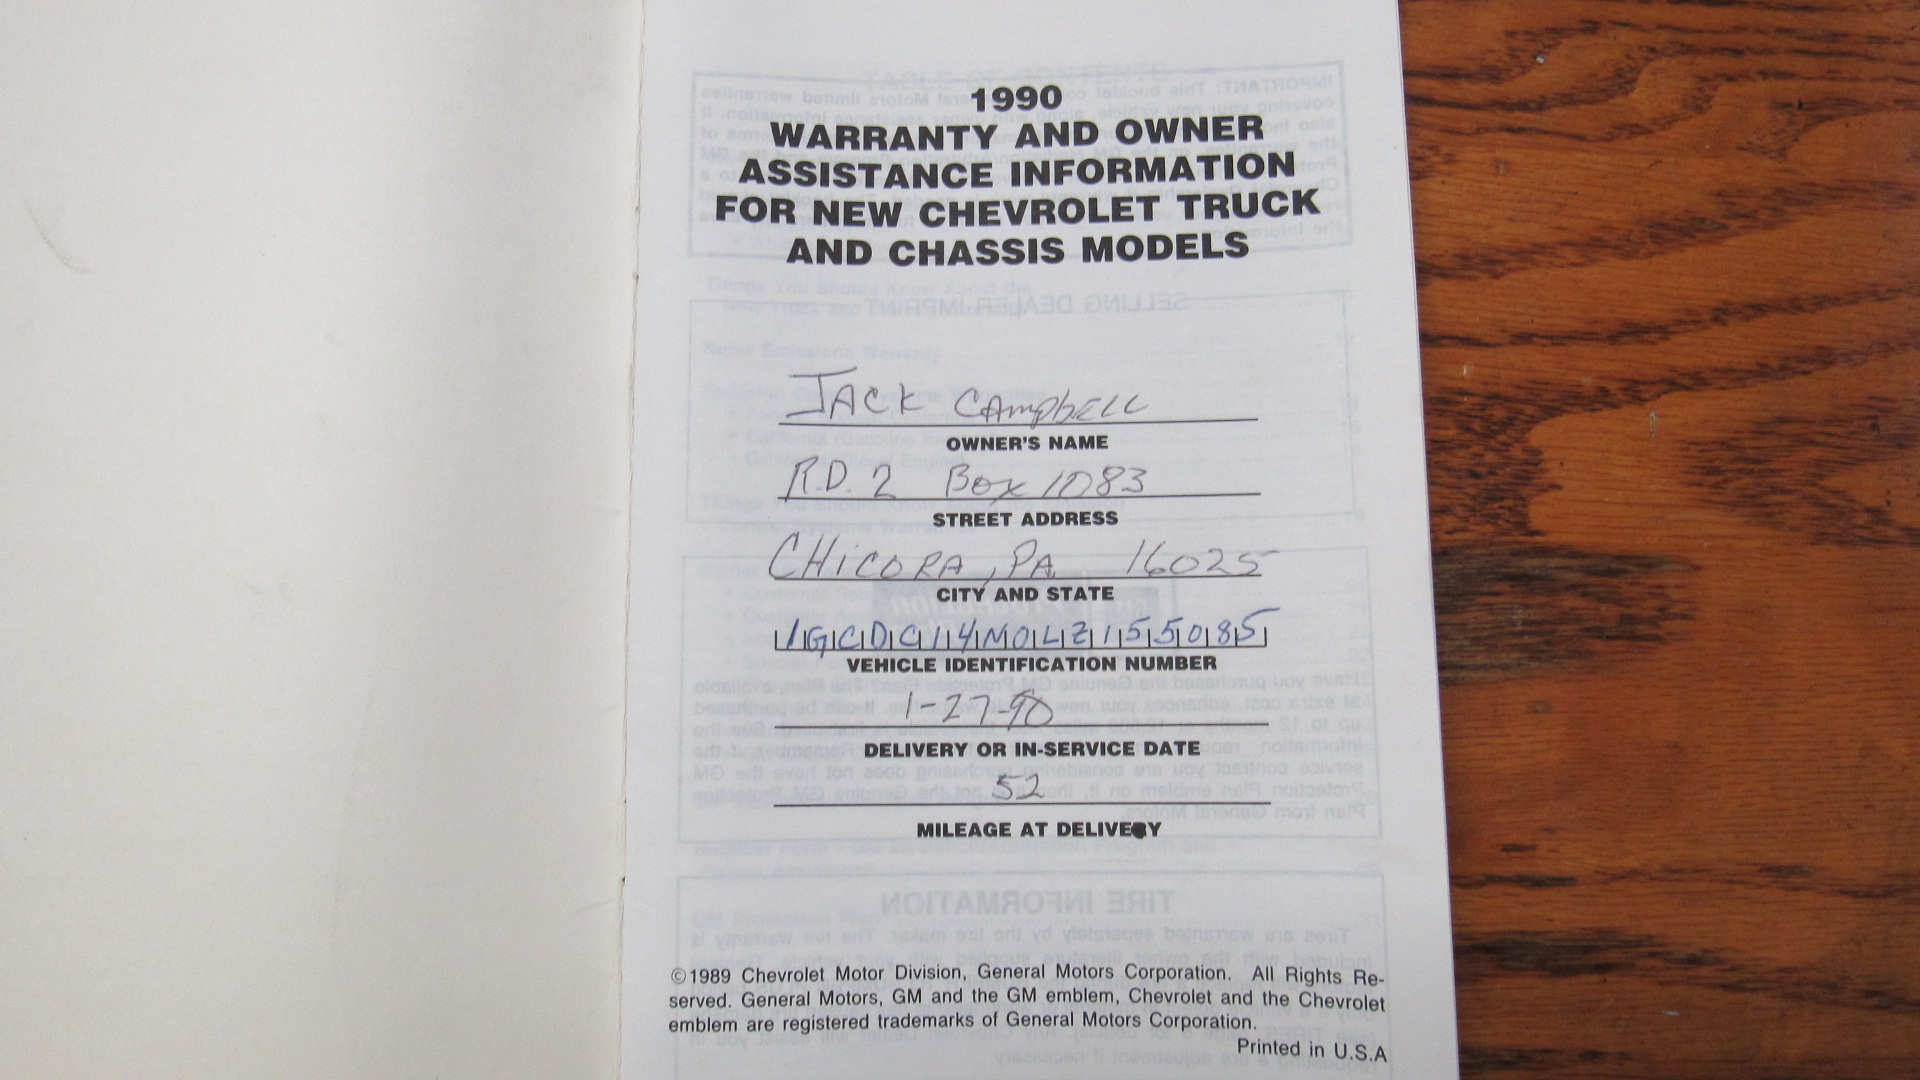 1990
WARRANTY AND OWNER
ASSISTANCE INFORMATION
FOR NEW CHEVROLET TRUCK
AND CHASSIS MODELS
JACK CAmpbELL
OWNER'S NAME
R.D. 2 Box 1083
STREET ADDRESS
CHiCORA, PA 16025
CITY AND STATE
1GCDC14M0LZ155085
VEHICLE IDENTIFICATION NUMBER
1-27-90
DELIVERY OR IN-SERVICE DATE
52
MILEAGE AT DELIVERY
©1989 Chevrolet Motor Division, General Motors Corporation. All Rights Re-
served. General Motors, GM and the GM emblem, Chevrolet and the Chevrolet
emblem are registered trademarks of General Motors Corporation.
Printed in U.S.A